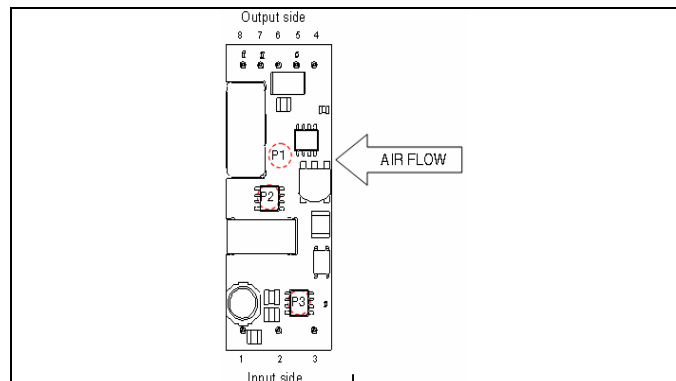 Output side
8 7 6 5 4
P1
AIR FLOW
P2
P3
1 2 3
Input side